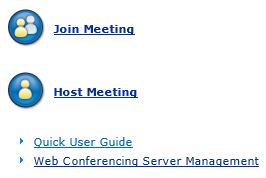 Join Meeting
Host Meeting
Quick User Guide
Web Conferencing Server Management